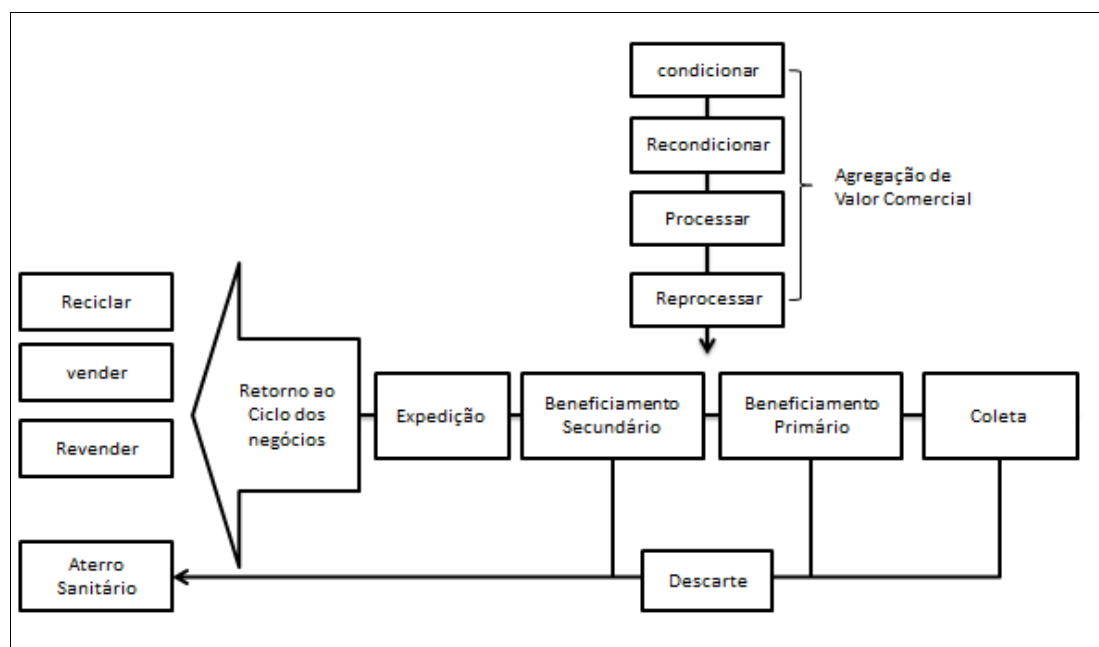 condicionar
Recondicionar
Agregação de
Valor Comercial
Processar
Reprocessar
Reciclar
vender
Revender
Retorno ao
Ciclo dos
negócios
Expedição
Beneficiamento
Secundário
Beneficiamento
Primário
Coleta
Aterro
Sanitário
Descarte